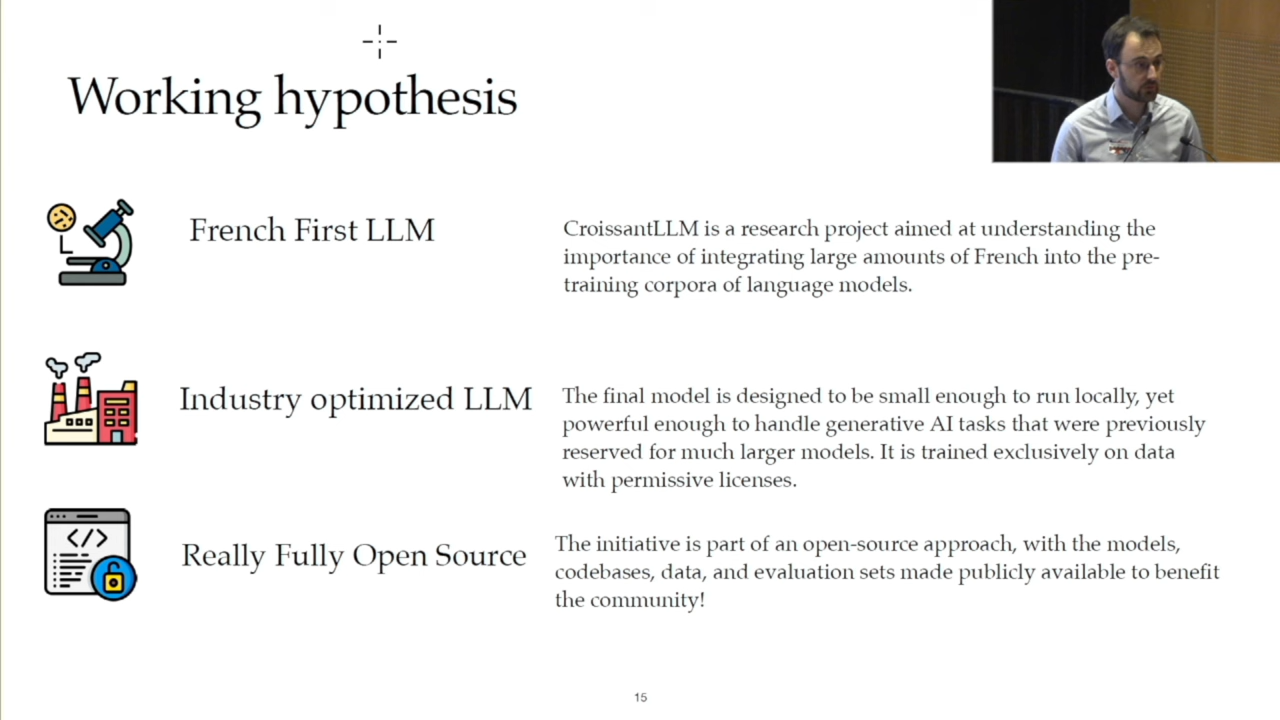 Working hypothesis
French First LLM
CroissantLLM is a research project aimed at understanding the
importance of integrating large amounts of French into the pre-
training corpora of language models.
Industry optimized LLM
The final model is designed to be small enough to run locally, yet
powerful enough to handle generative AI tasks that were previously
reserved for much larger models. It is trained exclusively on data
with permissive licenses.
Really Fully Open Source
The initiative is part of an open-source approach, with the models,
codebases, data, and evaluation sets made publicly available to benefit
the community!
15